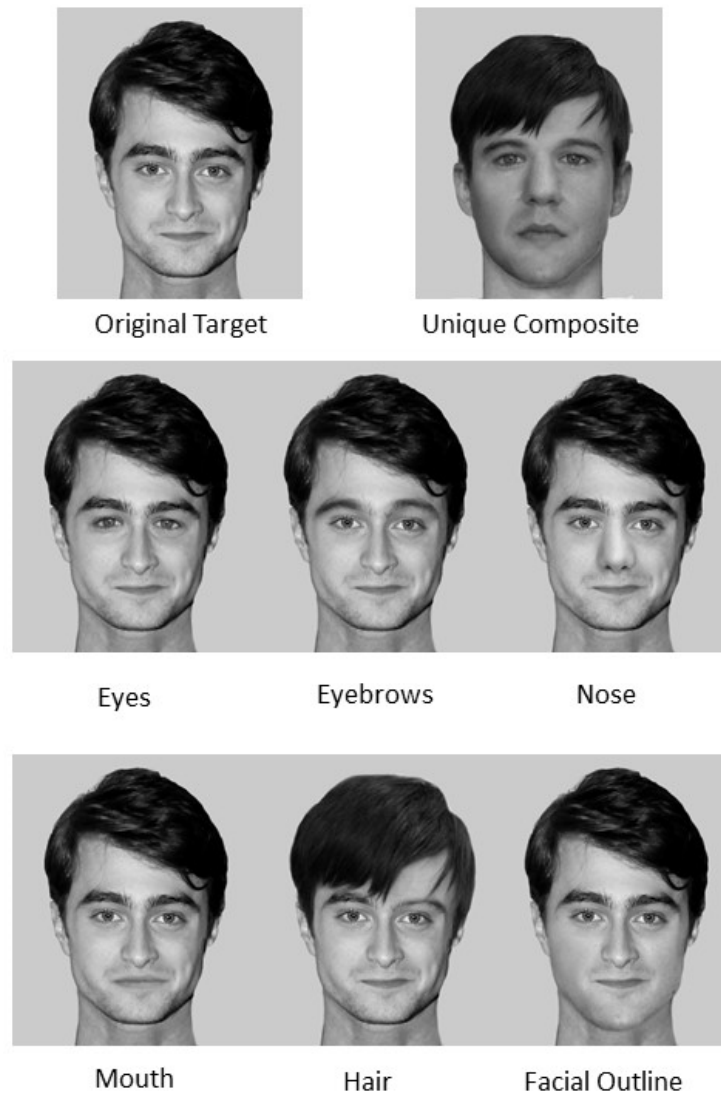 Original Target
Unique Composite
Eyes
Eyebrows
Nose
Mouth
Hair
Facial Outline